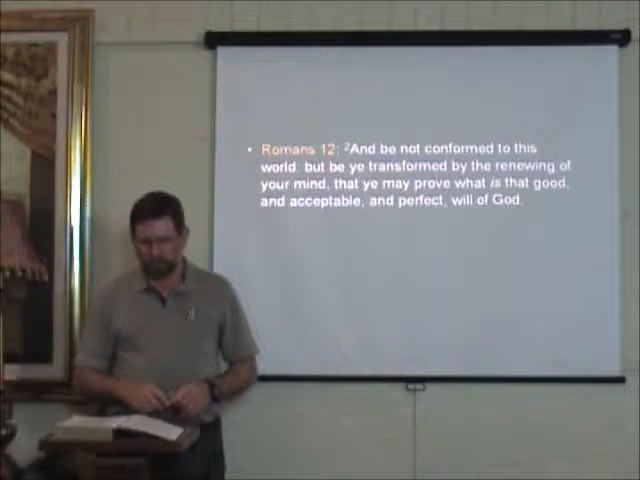 • Romans 12; ²And be not conformed to this
world: but be ye transformed by the renewing of
your mind, that ye may prove what is that good,
and acceptable, and perfect, will of God.